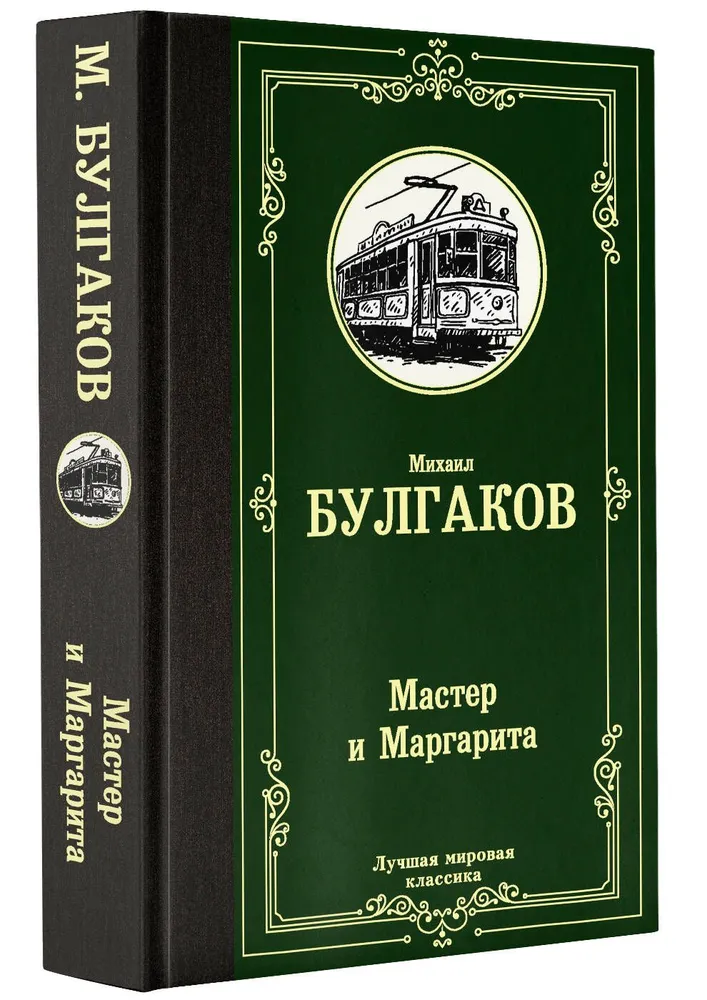 М. БУЛГАКОВ
Мастер
и Маргарита
Михаил
БУЛГАКОВ
Мастер
и Маргарита
Лучшая мировая
классика